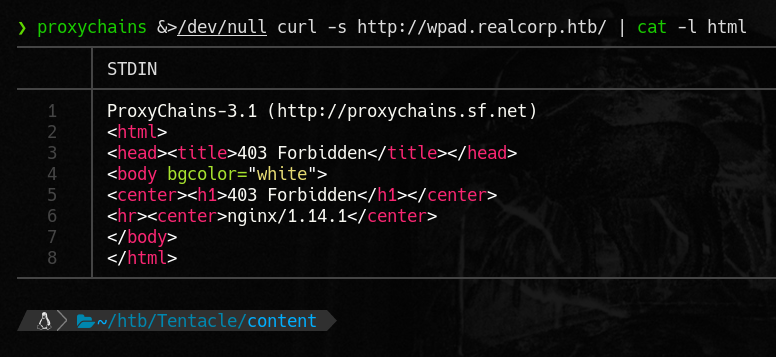 ❯ proxychains &>/dev/null curl -s http://wpad.realcorp.htb/ | cat -l html
STDIN
1 ProxyChains-3.1 (http://proxychains.sf.net)
2 <html>
3 <head><title>403 Forbidden</title></head>
4 <body bgcolor="white">
5 <center><h1>403 Forbidden</h1></center>
6 <hr><center>nginx/1.14.1</center>
7 </body>
8 </html>
~/htb/Tentacle/content